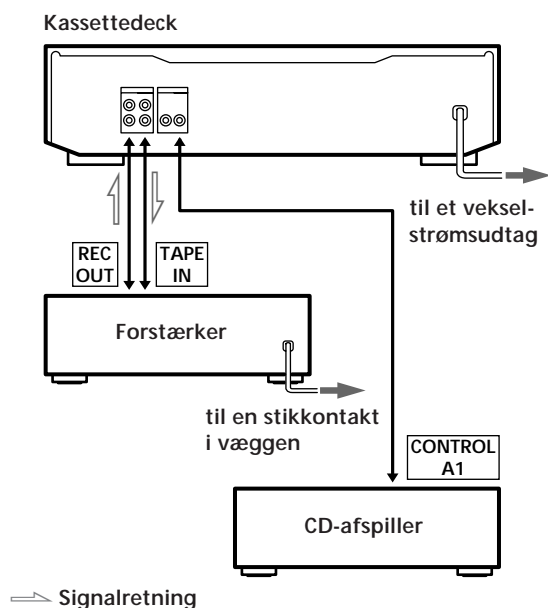 Kassettedeck
til et veksel-
strømsudtag
REC
OUT
TAPE
IN
Forstærker
til en stikkontakt
i væggen
CONTROL
A1
CD-afspiller
Signalretning